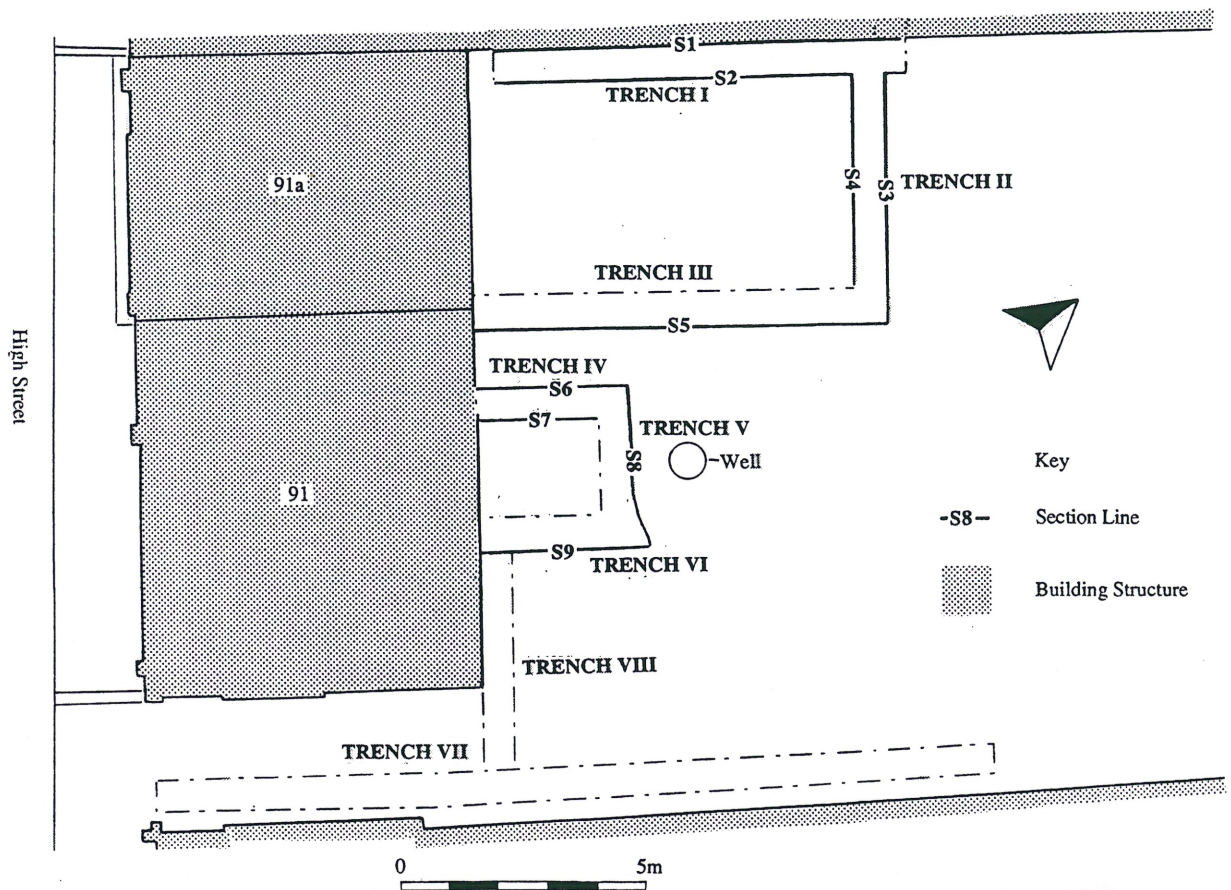 S1
S2
TRENCH I
91a
S4
S3
TRENCH II
TRENCH III
S5
High Street
TRENCH IV
S6
S7
TRENCH V
S8
Well
91
Key
-S8- Section Line
S9
TRENCH VI
Building Structure
TRENCH VIII
TRENCH VII
0 5m